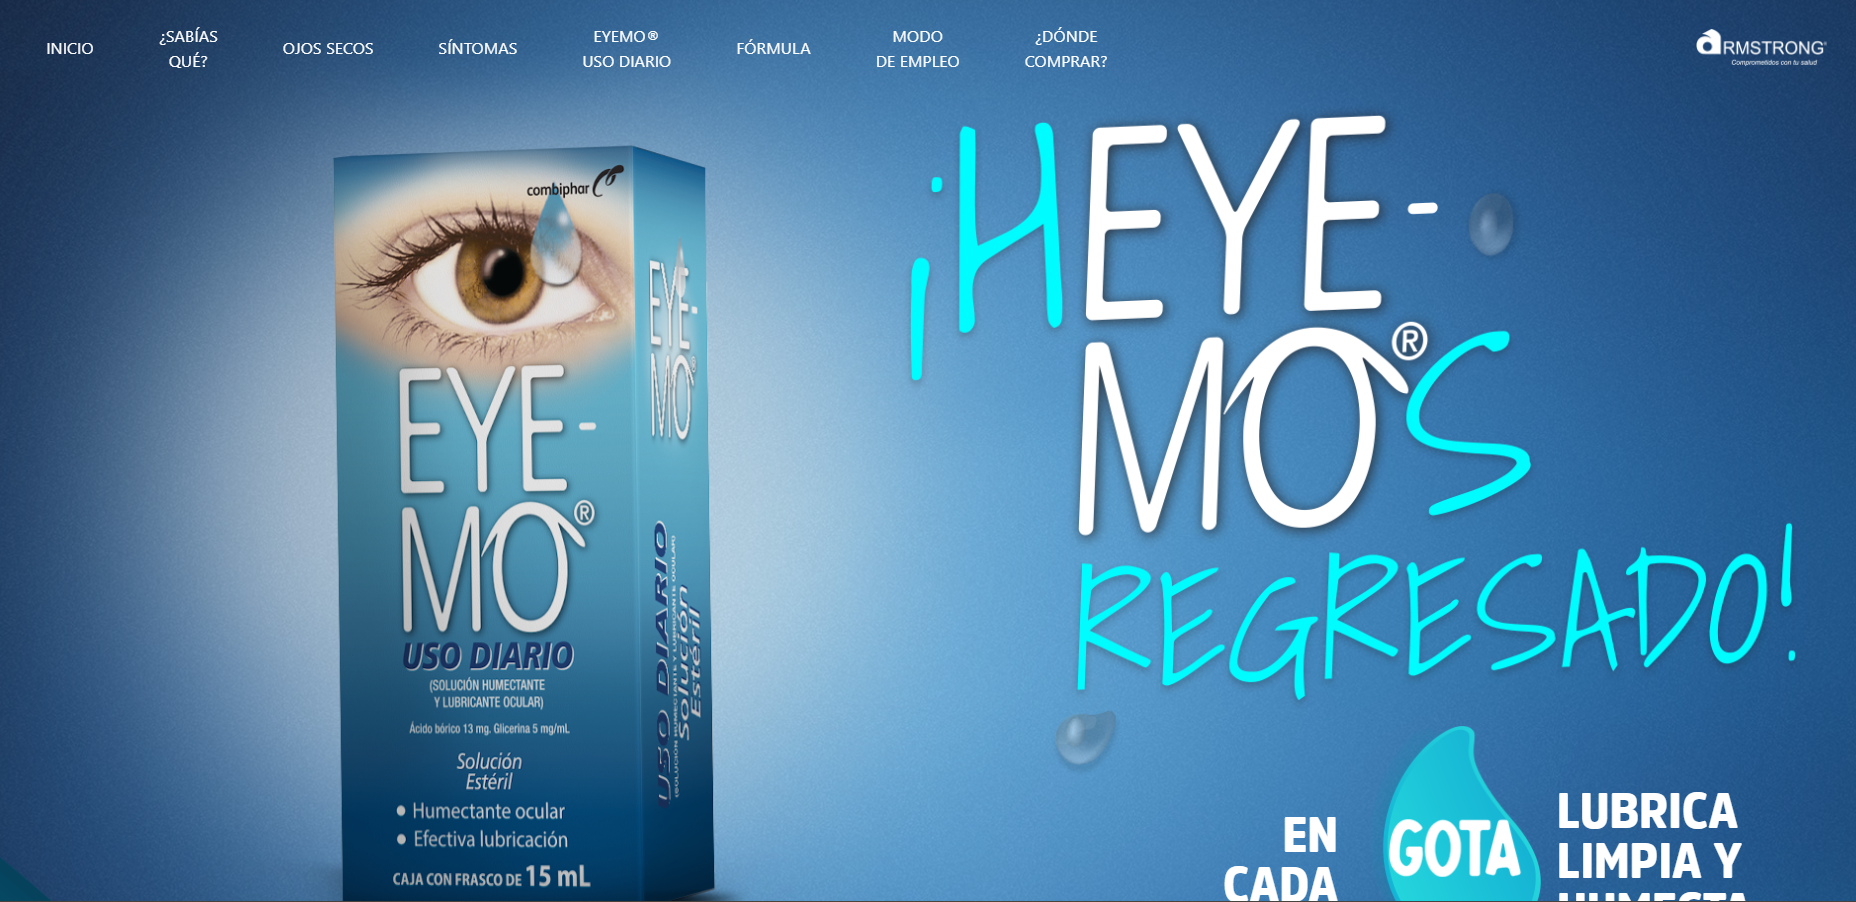 INICIO
¿SABÍAS
QUÉ?
OJOS SECOS
SÍNTOMAS
EYEMO®
USO DIARIO
FÓRMULA
MODO
DE EMPLEO
¿DÓNDE
COMPRAR?
ARMSTRONG®
Comprometidos con tu salud
combiphar
EYE-
MO®
USO DIARIO
(SOLUCIÓN HUMECTANTE
Y LUBRICANTE OCULAR)
Ácido bórico 13 mg. Glicerina 5 mg/mL
Solución
Estéril
• Humectante ocular
• Efectiva lubricación
CAJA CON FRASCO DE 15 mL
EYE-
MO®
USO DIARIO
(SOLUCIÓN HUMECTANTE Y LUBRICANTE OCULAR)
Solución
Estéril
¡HEYE-
MO®S
REGRESADO!
EN
CADA
GOTA
LUBRICA
LIMPIA Y
HUMECTA